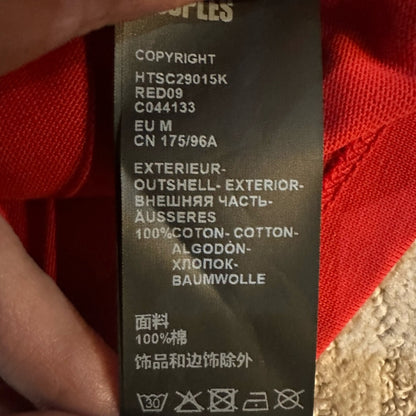 COPYRIGHT
HTSC29015K
RED09
C044133
EU M
CN 175/96A
EXTERIEUR-
OUTSHELL- EXTERIOR-
ВНЕШНЯЯ ЧАСТЬ-
ÄUSSERES
100%COTON- COTTON-
ALGODÓN-
ХЛОПОК-
BAUMWOLLE
面料
100%棉
饰品和边饰除外
30